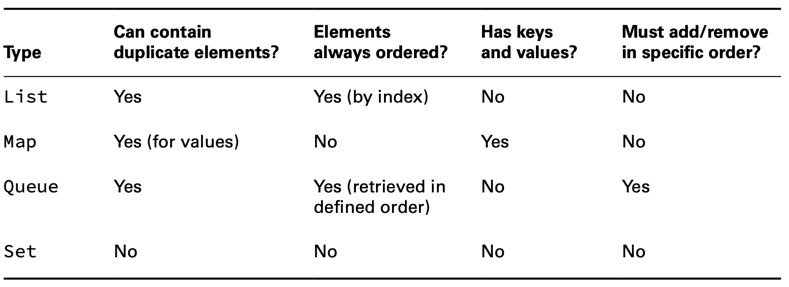 Type Can contain duplicate elements? Elements always ordered? Has keys and values? Must add/remove in specific order?
List Yes Yes (by index) No No
Map Yes (for values) No Yes No
Queue Yes Yes (retrieved in defined order) No Yes
Set No No No No